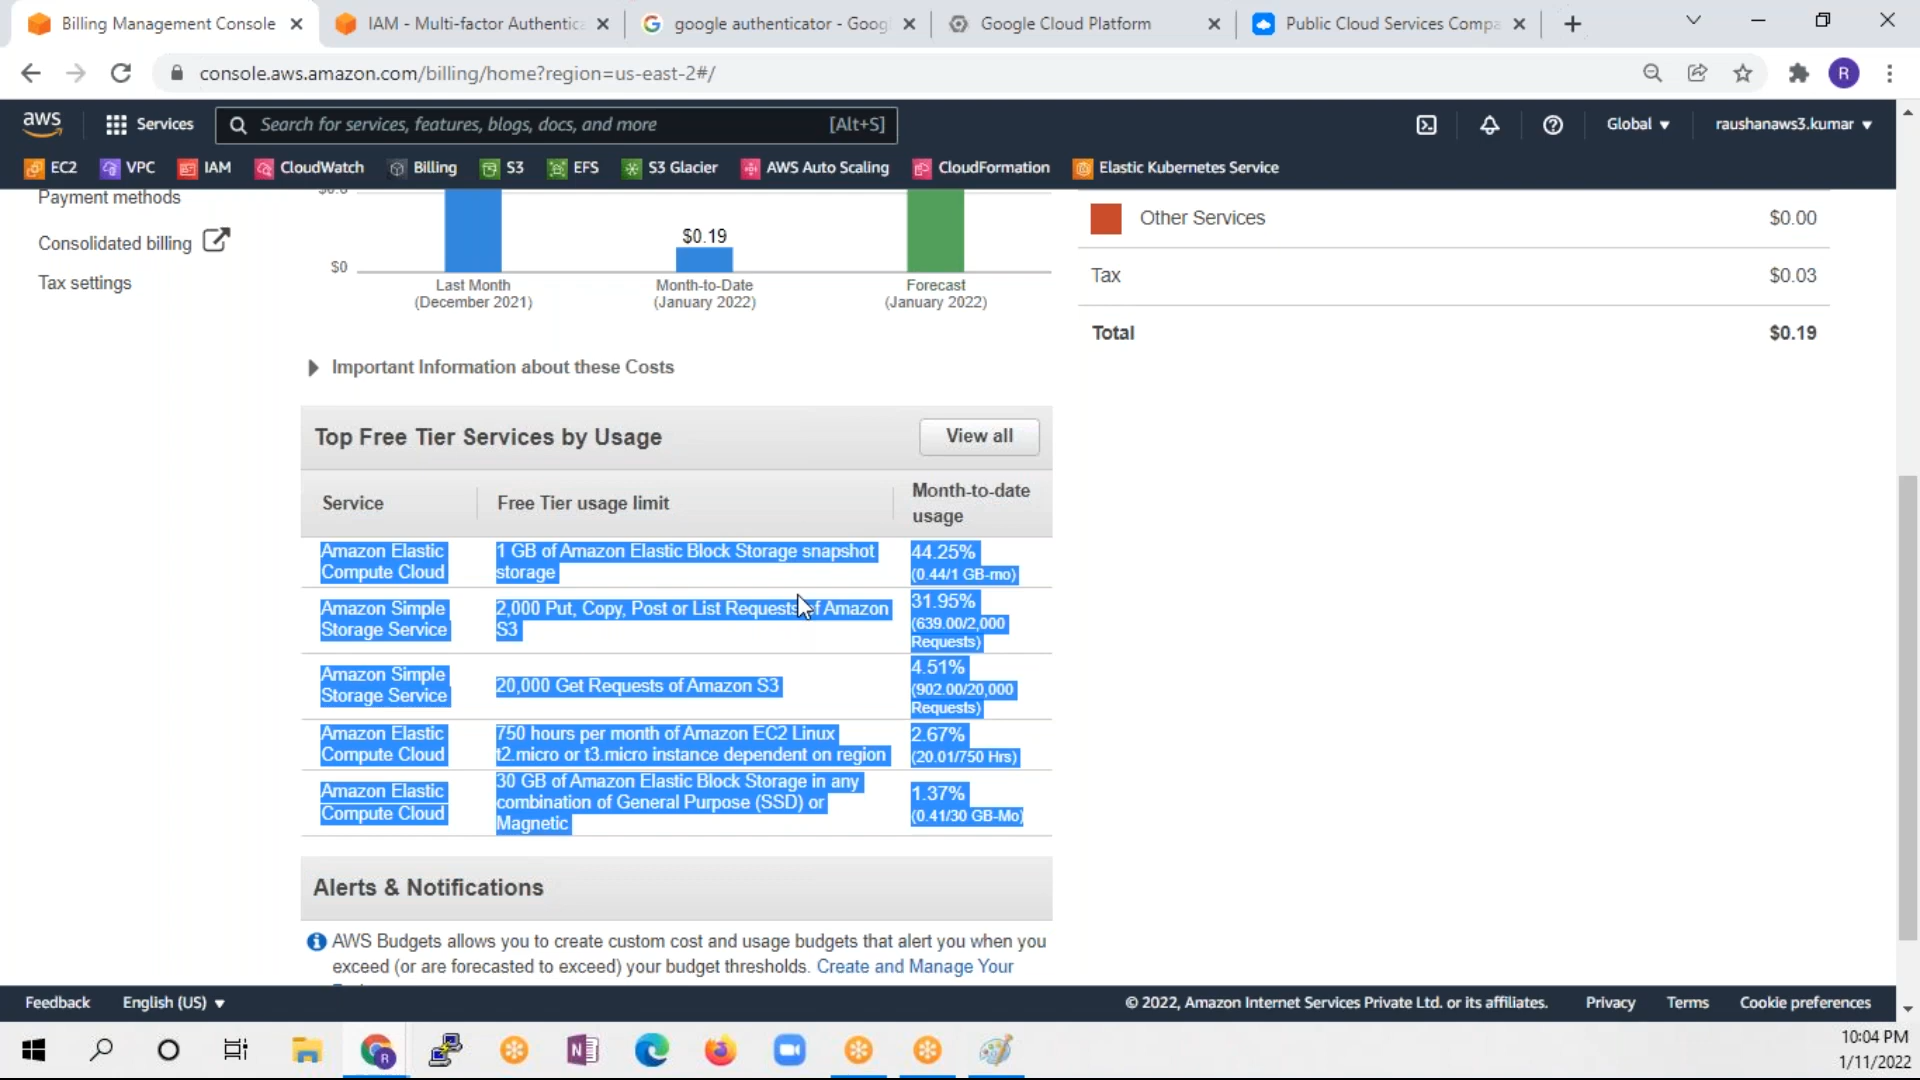 Billing Management Console
IAM - Multi-factor Authentica
google authenticator - Goog
Google Cloud Platform
Public Cloud Services Compa
console.aws.amazon.com/billing/home?region=us-east-2#/
R
aws
Services
Search for services, features, blogs, docs, and more
[Alt+S]
Global
raushanaws3.kumar
EC2
VPC
IAM
CloudWatch
Billing
S3
EFS
S3 Glacier
AWS Auto Scaling
CloudFormation
Elastic Kubernetes Service
Payment methods
Consolidated billing
Tax settings
$0
$0.19
Last Month
(December 2021)
Month-to-Date
(January 2022)
Forecast
(January 2022)
Other Services
$0.00
Tax
$0.03
Total
$0.19
Important Information about these Costs
Top Free Tier Services by Usage
View all
Service
Free Tier usage limit
Month-to-date
usage
Amazon Elastic
Compute Cloud
1 GB of Amazon Elastic Block Storage snapshot
storage
44.25%
(0.44/1 GB-mo)
Amazon Simple
Storage Service
2,000 Put, Copy, Post or List Requests of Amazon
S3
31.95%
(639.00/2,000
Requests)
Amazon Simple
Storage Service
20,000 Get Requests of Amazon S3
4.51%
(902.00/20,000
Requests)
Amazon Elastic
Compute Cloud
750 hours per month of Amazon EC2 Linux
t2.micro or t3.micro instance dependent on region
2.67%
(20.01/750 Hrs)
Amazon Elastic
Compute Cloud
30 GB of Amazon Elastic Block Storage in any
combination of General Purpose (SSD) or
Magnetic
1.37%
(0.41/30 GB-Mo)
Alerts & Notifications
AWS Budgets allows you to create custom cost and usage budgets that alert you when you
exceed (or are forecasted to exceed) your budget thresholds. Create and Manage Your
Feedback
English (US)
© 2022, Amazon Internet Services Private Ltd. or its affiliates.
Privacy
Terms
Cookie preferences
R
N
10:04 PM
1/11/2022